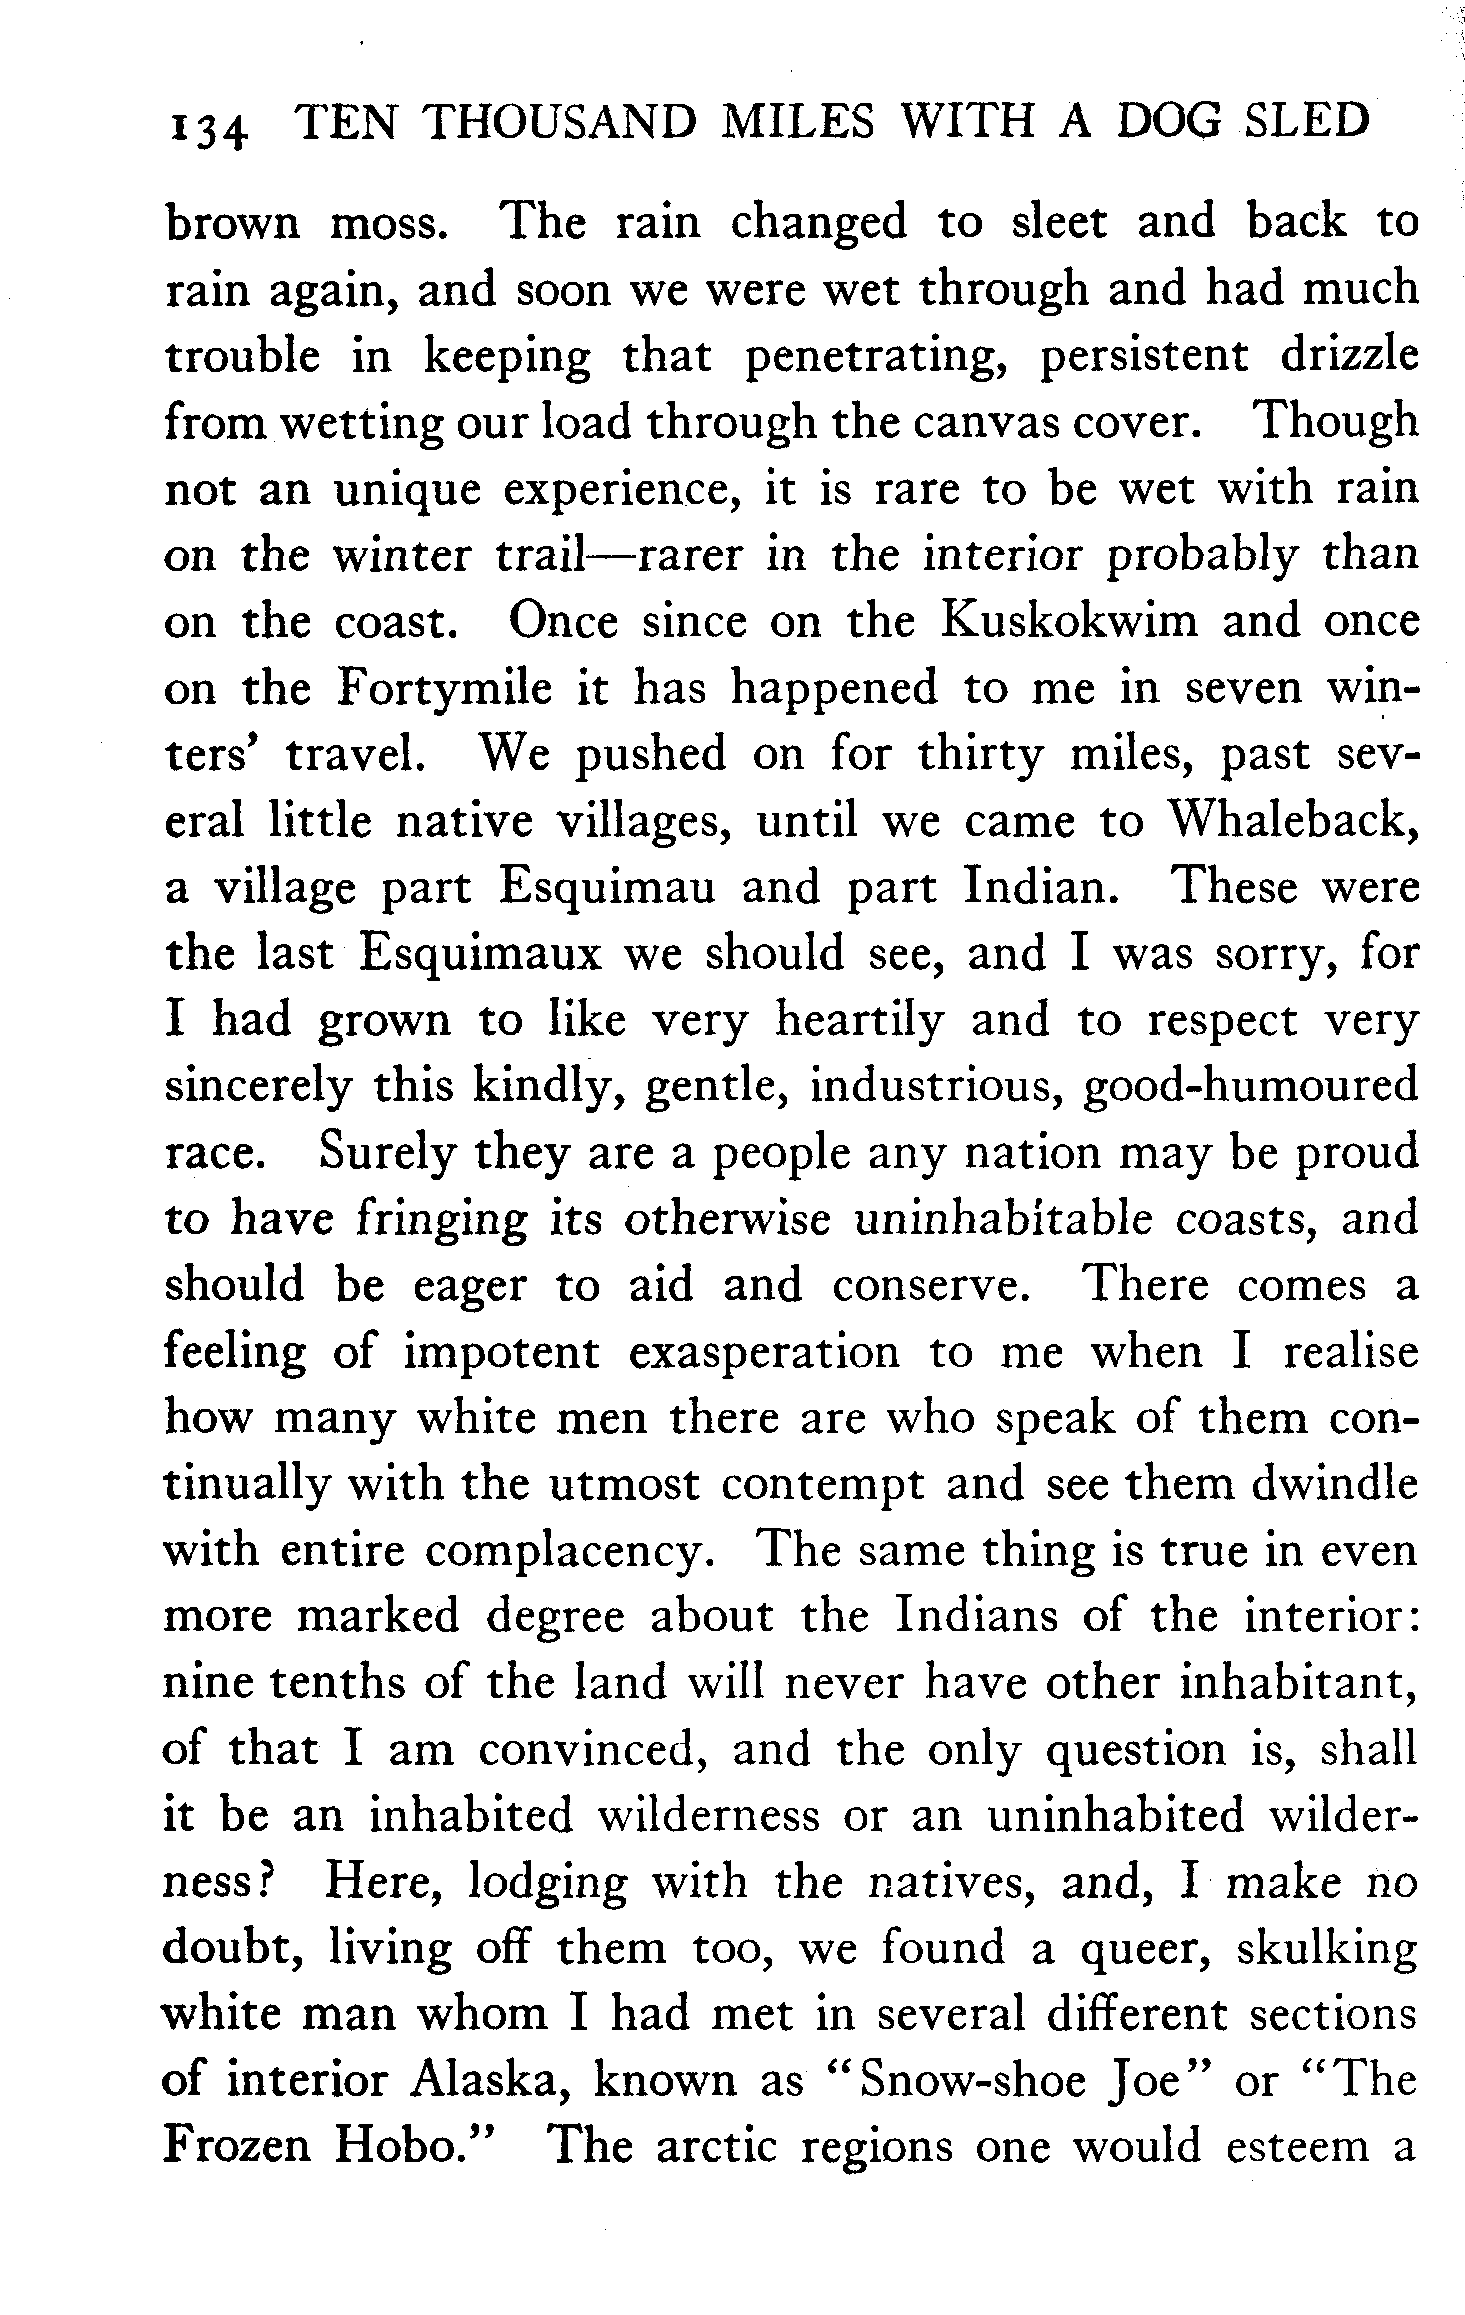 134 TEN THOUSAND MILES WITH A DOG SLED
brown moss. The rain changed to sleet and back to
rain again, and soon we were wet through and had much
trouble in keeping that penetrating, persistent drizzle
from wetting our load through the canvas cover. Though
not an unique experience, it is rare to be wet with rain
on the winter trail—rarer in the interior probably than
on the coast. Once since on the Kuskokwim and once
on the Fortymile it has happened to me in seven win-
ters' travel. We pushed on for thirty miles, past sev-
eral little native villages, until we came to Whaleback,
a village part Esquimau and part Indian. These were
the last Esquimaux we should see, and I was sorry, for
I had grown to like very heartily and to respect very
sincerely this kindly, gentle, industrious, good-humoured
race. Surely they are a people any nation may be proud
to have fringing its otherwise uninhabitable coasts, and
should be eager to aid and conserve. There comes a
feeling of impotent exasperation to me when I realise
how many white men there are who speak of them con-
tinually with the utmost contempt and see them dwindle
with entire complacency. The same thing is true in even
more marked degree about the Indians of the interior:
nine tenths of the land will never have other inhabitant,
of that I am convinced, and the only question is, shall
it be an inhabited wilderness or an uninhabited wilder-
ness? Here, lodging with the natives, and, I make no
doubt, living off them too, we found a queer, skulking
white man whom I had met in several different sections
of interior Alaska, known as "Snow-shoe Joe" or "The
Frozen Hobo." The arctic regions one would esteem a